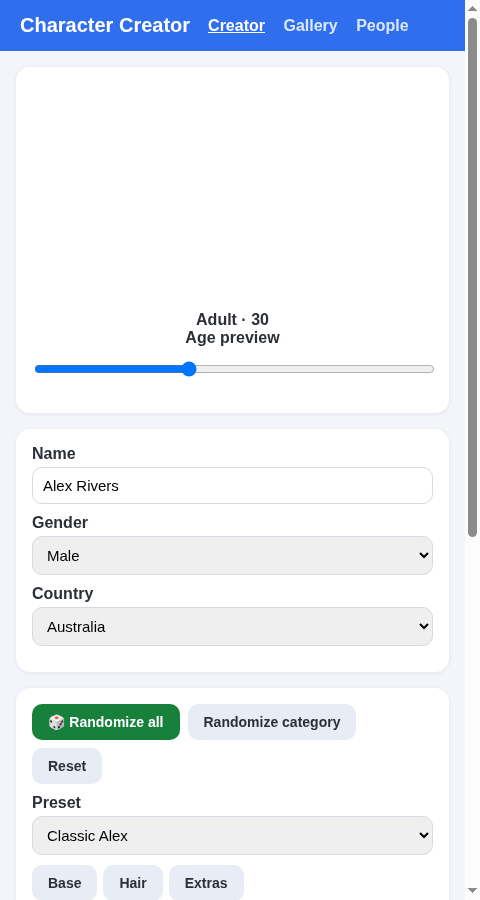 Character Creator Creator Gallery People
Adult · 30
Age preview
Name
Alex Rivers
Gender
Male
Country
Australia
🎲 Randomize all Randomize category
Reset
Preset
Classic Alex
Base Hair Extras